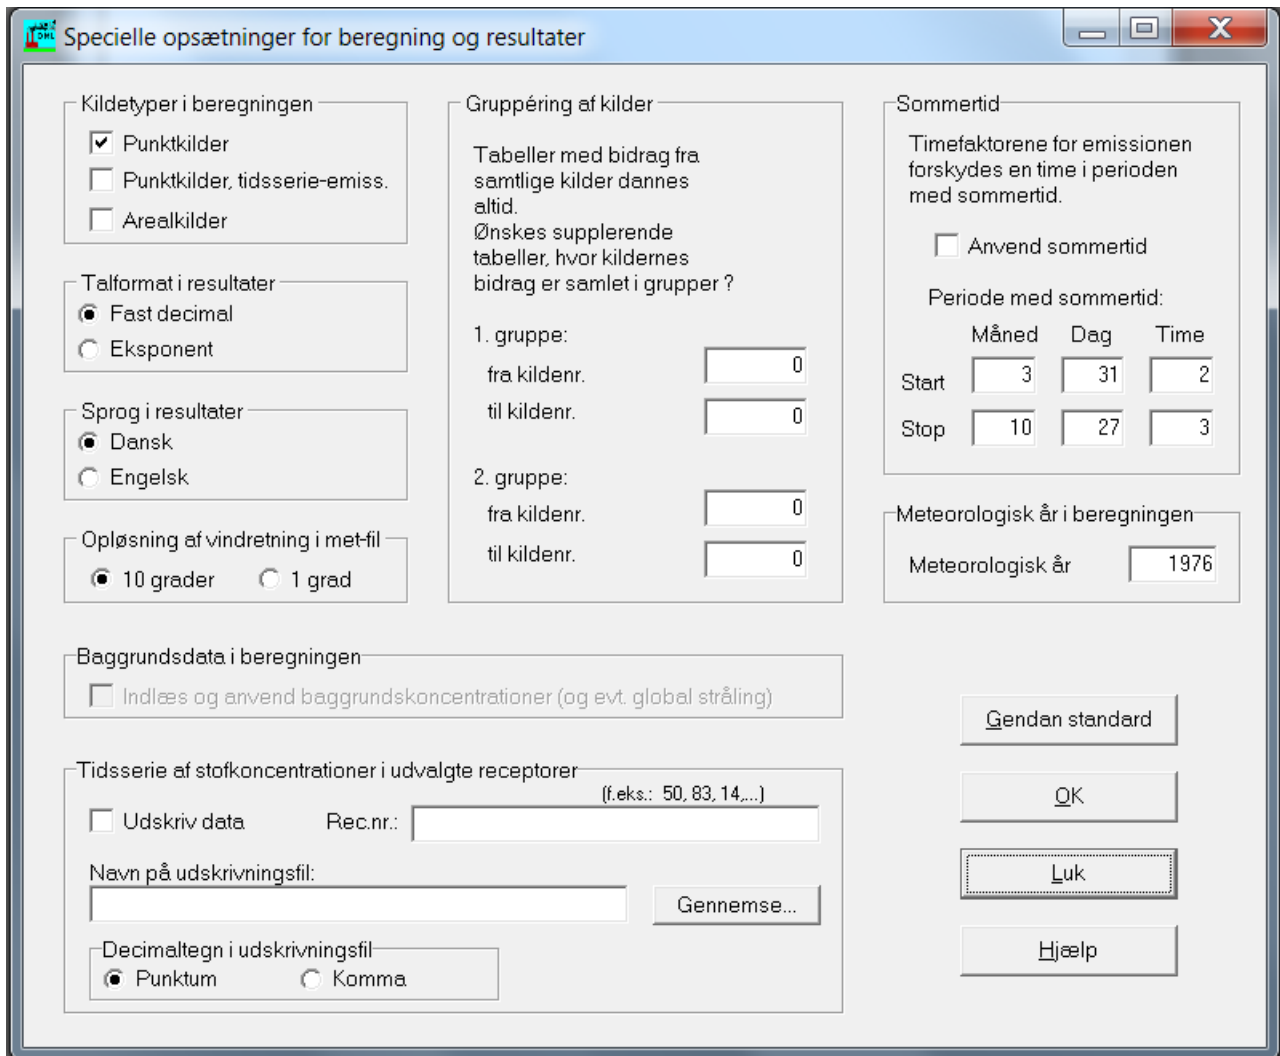 Specielle opsætninger for beregning og resultater
Kildetyper i beregningen
Punktkilder
Punktkilder, tidsserie-emiss.
Arealkilder
Talformat i resultater
Fast decimal
Eksponent
Sprog i resultater
Dansk
Engelsk
Opløsning af vindretning i met-fil
10 grader 1 grad
Gruppéring af kilder
Tabeller med bidrag fra
samtlige kilder dannes
altid.
Ønskes supplerende
tabeller, hvor kildernes
bidrag er samlet i grupper ?
1. gruppe:
fra kildenr. 0
til kildenr. 0
2. gruppe:
fra kildenr. 0
til kildenr. 0
Sommertid
Timefaktorene for emissionen
forskydes en time i perioden
med sommertid.
Anvend sommertid
Periode med sommertid:
Måned Dag Time
Start 3 31 2
Stop 10 27 3
Meteorologisk år i beregningen
Meteorologisk år 1976
Baggrundsdata i beregningen
Indlæs og anvend baggrundskoncentrationer (og evt. global stråling)
Tidsserie af stofkoncentrationer i udvalgte receptorer
(f.eks.: 50, 83, 14,...)
Udskriv data Rec.nr.:
Navn på udskrivningsfil:
Gennemse...
Decimaltegn i udskrivningsfil
Punktum Komma
Gendan standard
OK
Luk
Hjælp